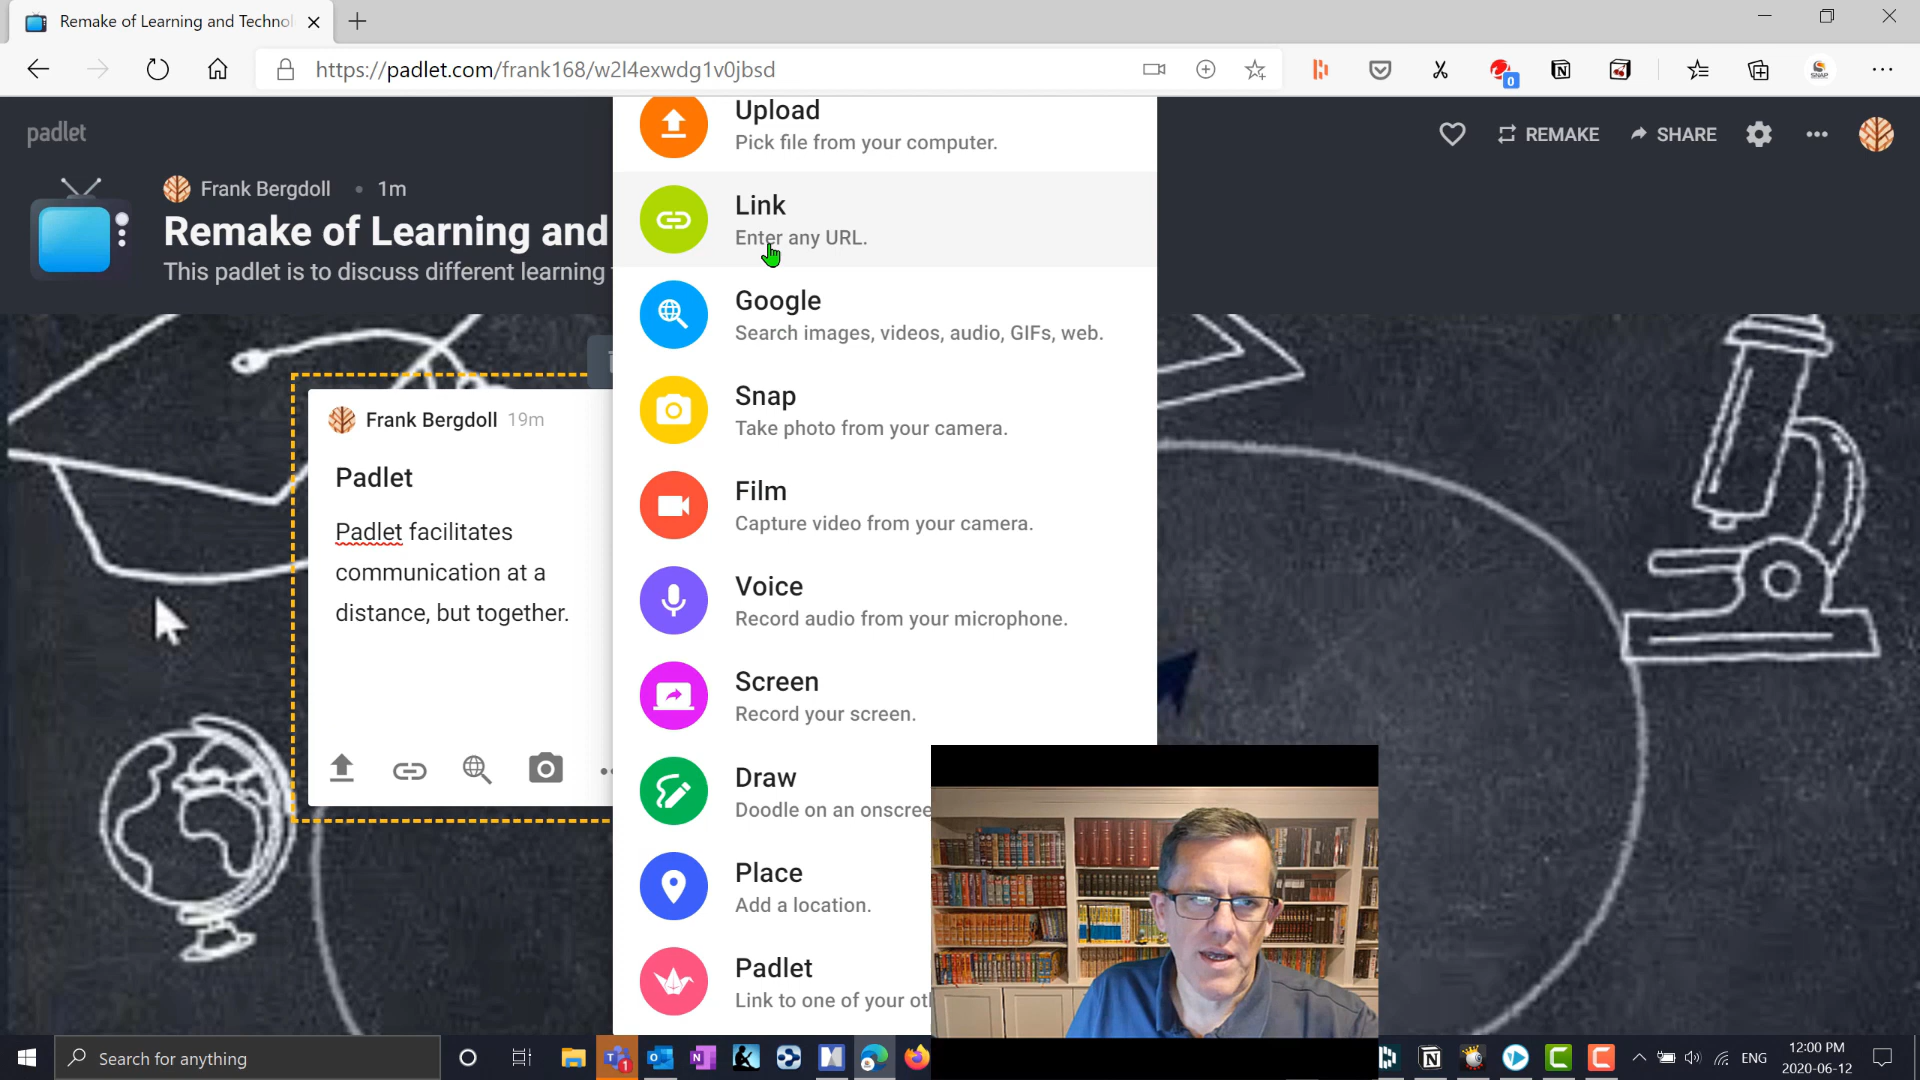 Remake of Learning and Technol
https://padlet.com/frank168/w2l4exwdg1v0jbsd
0
SNAP
padlet
REMAKE
SHARE
Frank Bergdoll • 1m
Remake of Learning and
This padlet is to discuss different learning
Upload
Pick file from your computer.
Link
Enter any URL.
Google
Search images, videos, audio, GIFs, web.
Snap
Take photo from your camera.
Film
Capture video from your camera.
Voice
Record audio from your microphone.
Screen
Record your screen.
Draw
Doodle on an onscree
Place
Add a location.
Padlet
Link to one of your ot
Frank Bergdoll 19m
Padlet
Padlet facilitates
communication at a
distance, but together.
Search for anything
1
ENG
12:00 PM
2020-06-12